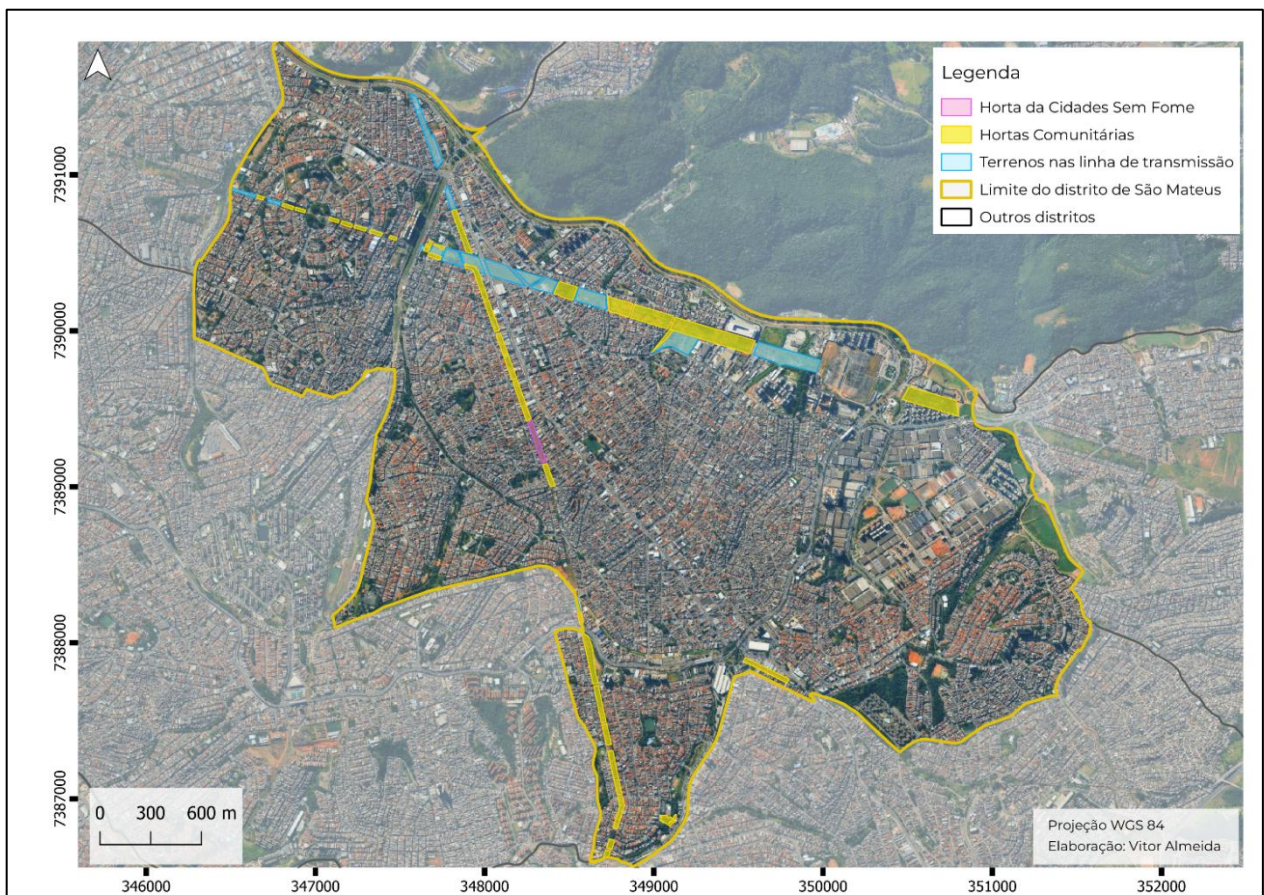 Legenda
Horta da Cidades Sem Fome
Hortas Comunitárias
Terrenos nas linha de transmissão
Limite do distrito de São Mateus
Outros distritos
7391000
7390000
7389000
7388000
7387000
0 300 600 m
Projeção WGS 84
Elaboração: Vitor Almeida
346000 347000 348000 349000 350000 351000 352000